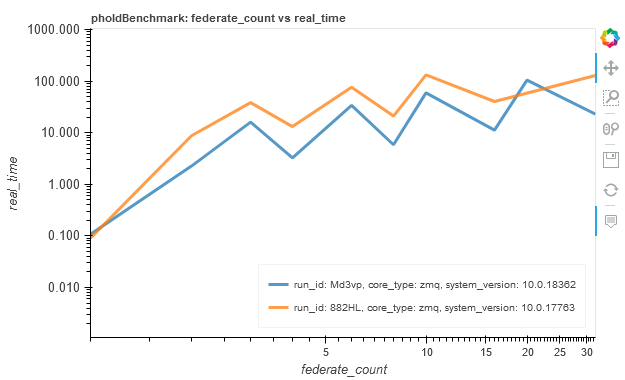 pholdBenchmark: federate_count vs real_time
1000.000
100.000
10.000
1.000
0.100
0.010
real_time
run_id: Md3vp, core_type: zmq, system_version: 10.0.18362
run_id: 882HL, core_type: zmq, system_version: 10.0.17763
5 10 15 20 25 30
federate_count